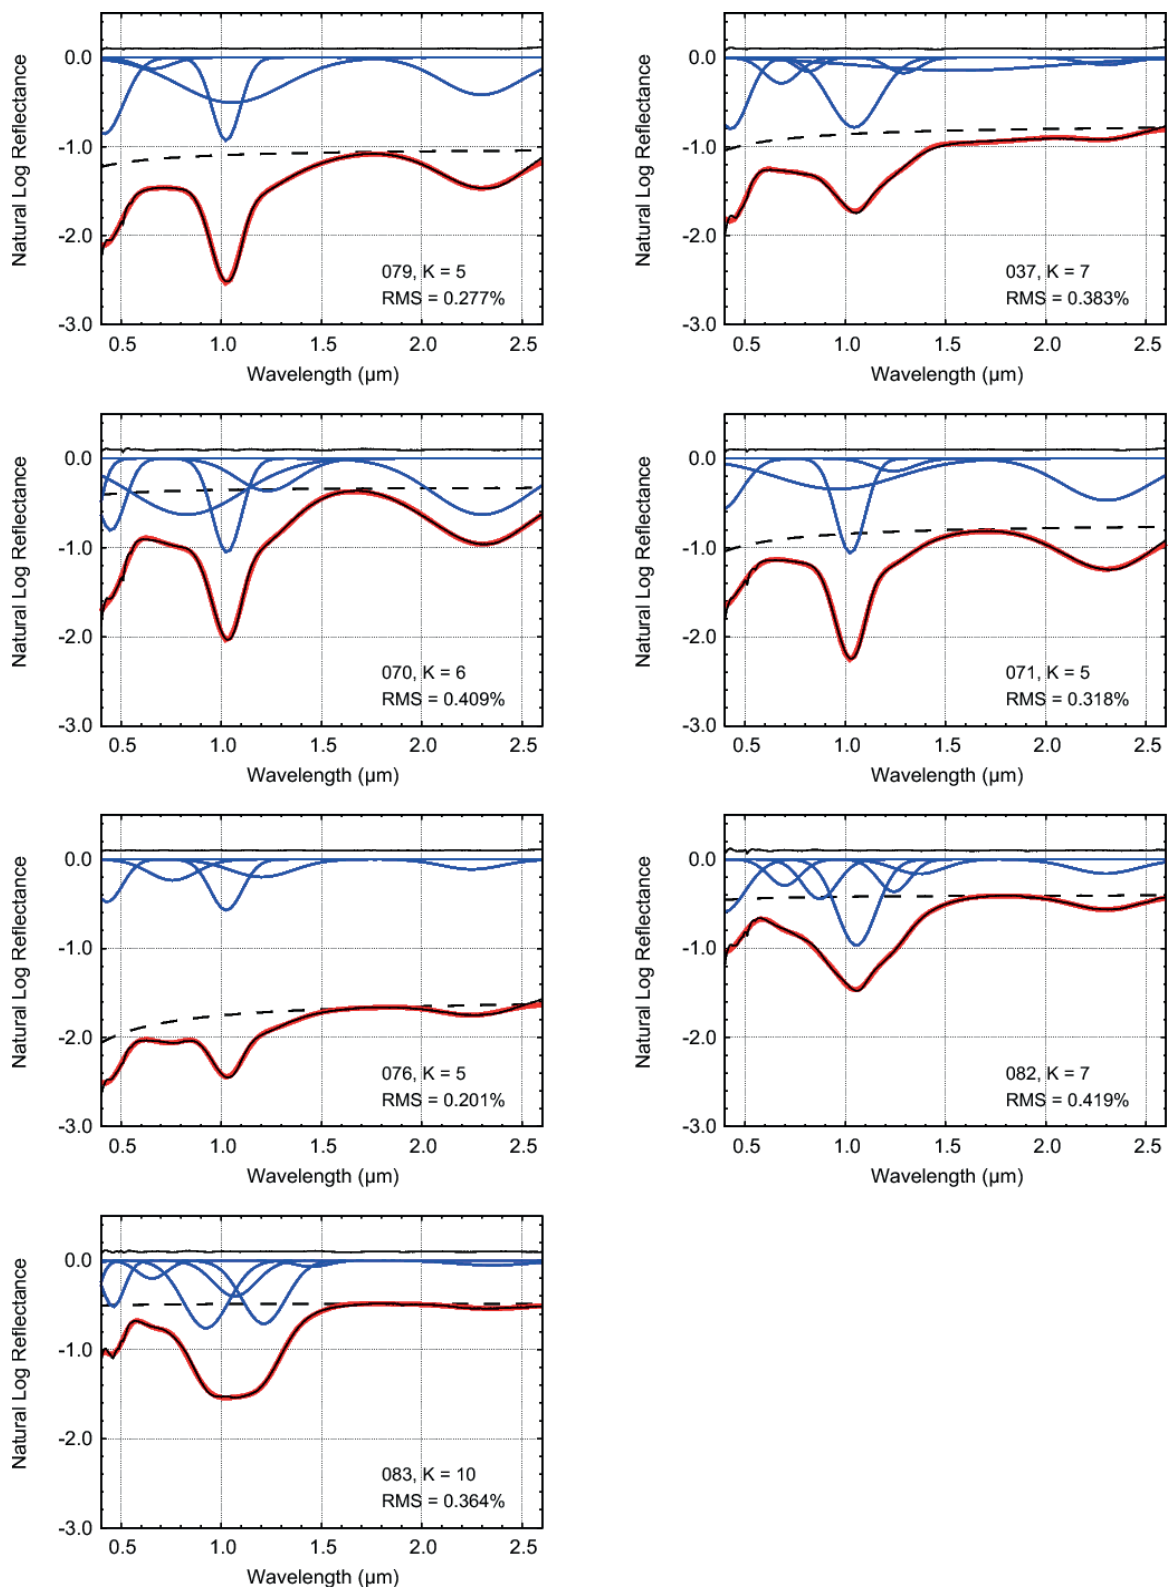 Natural Log Reflectance
0.0
-1.0
-2.0
-3.0
079, K = 5
RMS = 0.277%
0.5 1.0 1.5 2.0 2.5
Wavelength (µm)
Natural Log Reflectance
0.0
-1.0
-2.0
-3.0
037, K = 7
RMS = 0.383%
0.5 1.0 1.5 2.0 2.5
Wavelength (µm)
Natural Log Reflectance
0.0
-1.0
-2.0
-3.0
070, K = 6
RMS = 0.409%
0.5 1.0 1.5 2.0 2.5
Wavelength (µm)
Natural Log Reflectance
0.0
-1.0
-2.0
-3.0
071, K = 5
RMS = 0.318%
0.5 1.0 1.5 2.0 2.5
Wavelength (µm)
Natural Log Reflectance
0.0
-1.0
-2.0
-3.0
076, K = 5
RMS = 0.201%
0.5 1.0 1.5 2.0 2.5
Wavelength (µm)
Natural Log Reflectance
0.0
-1.0
-2.0
-3.0
082, K = 7
RMS = 0.419%
0.5 1.0 1.5 2.0 2.5
Wavelength (µm)
Natural Log Reflectance
0.0
-1.0
-2.0
-3.0
083, K = 10
RMS = 0.364%
0.5 1.0 1.5 2.0 2.5
Wavelength (µm)